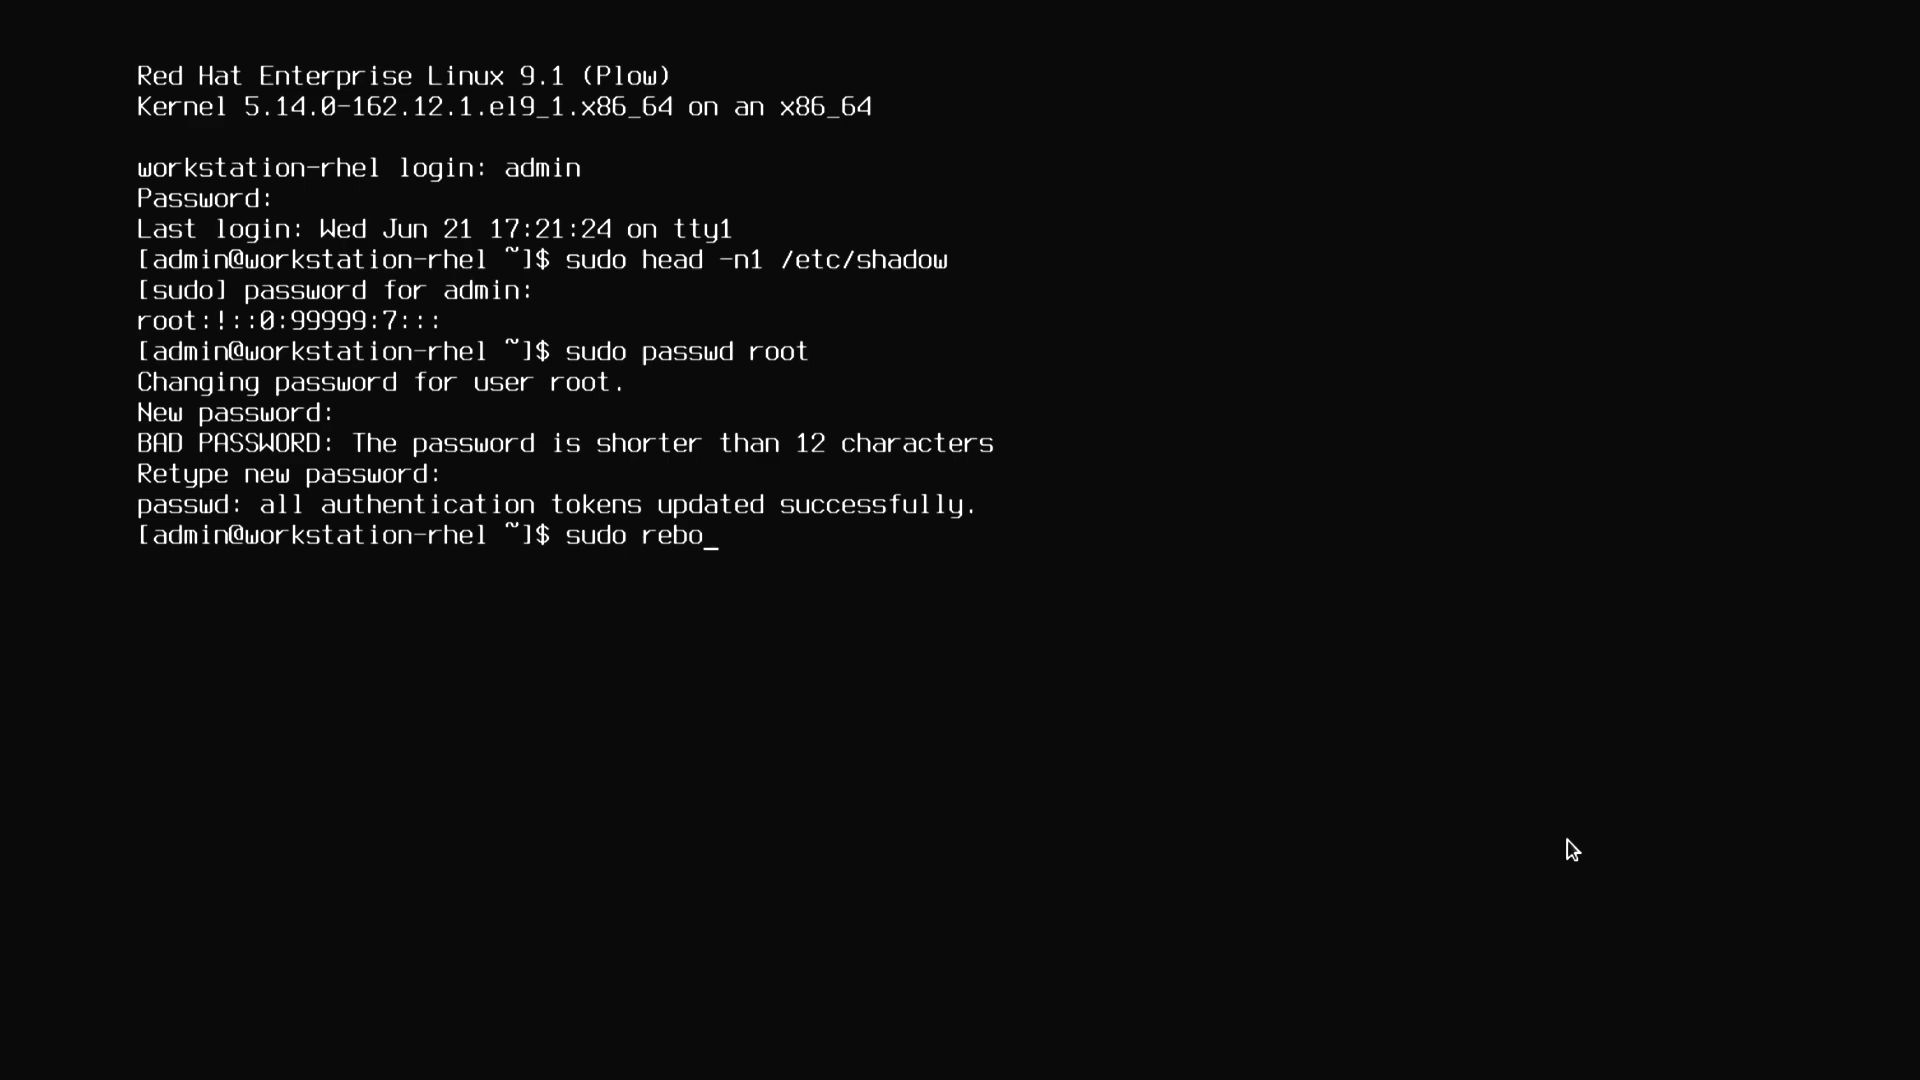 Red Hat Enterprise Linux 9.1 (Plow)
Kernel 5.14.0-162.12.1.el9_1.x86_64 on an x86_64
workstation-rhel login: admin
Password:
Last login: Wed Jun 21 17:21:24 on tty1
[admin@workstation-rhel ~]$ sudo head -n1 /etc/shadow
[sudo] password for admin:
root:!::0:99999:7:::
[admin@workstation-rhel ~]$ sudo passwd root
Changing password for user root.
New password:
BAD PASSWORD: The password is shorter than 12 characters
Retype new password:
passwd: all authentication tokens updated successfully.
[admin@workstation-rhel ~]$ sudo rebo_